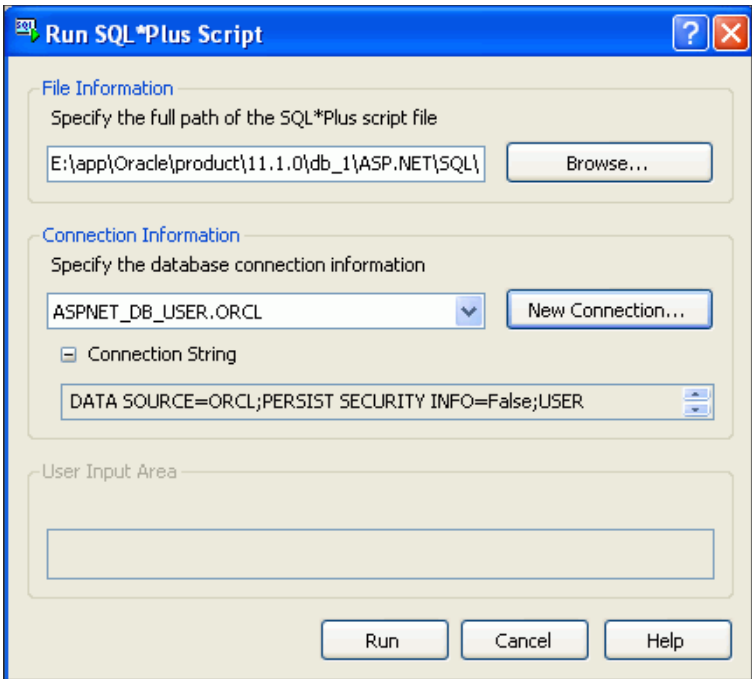 Run SQL*Plus Script
File Information
Specify the full path of the SQL*Plus script file
E:\app\Oracle\product\11.1.0\db_1\ASP.NET\SQL\
Browse...
Connection Information
Specify the database connection information
ASPNET_DB_USER.ORCL
New Connection...
Connection String
DATA SOURCE=ORCL;PERSIST SECURITY INFO=False;USER
User Input Area
Run
Cancel
Help